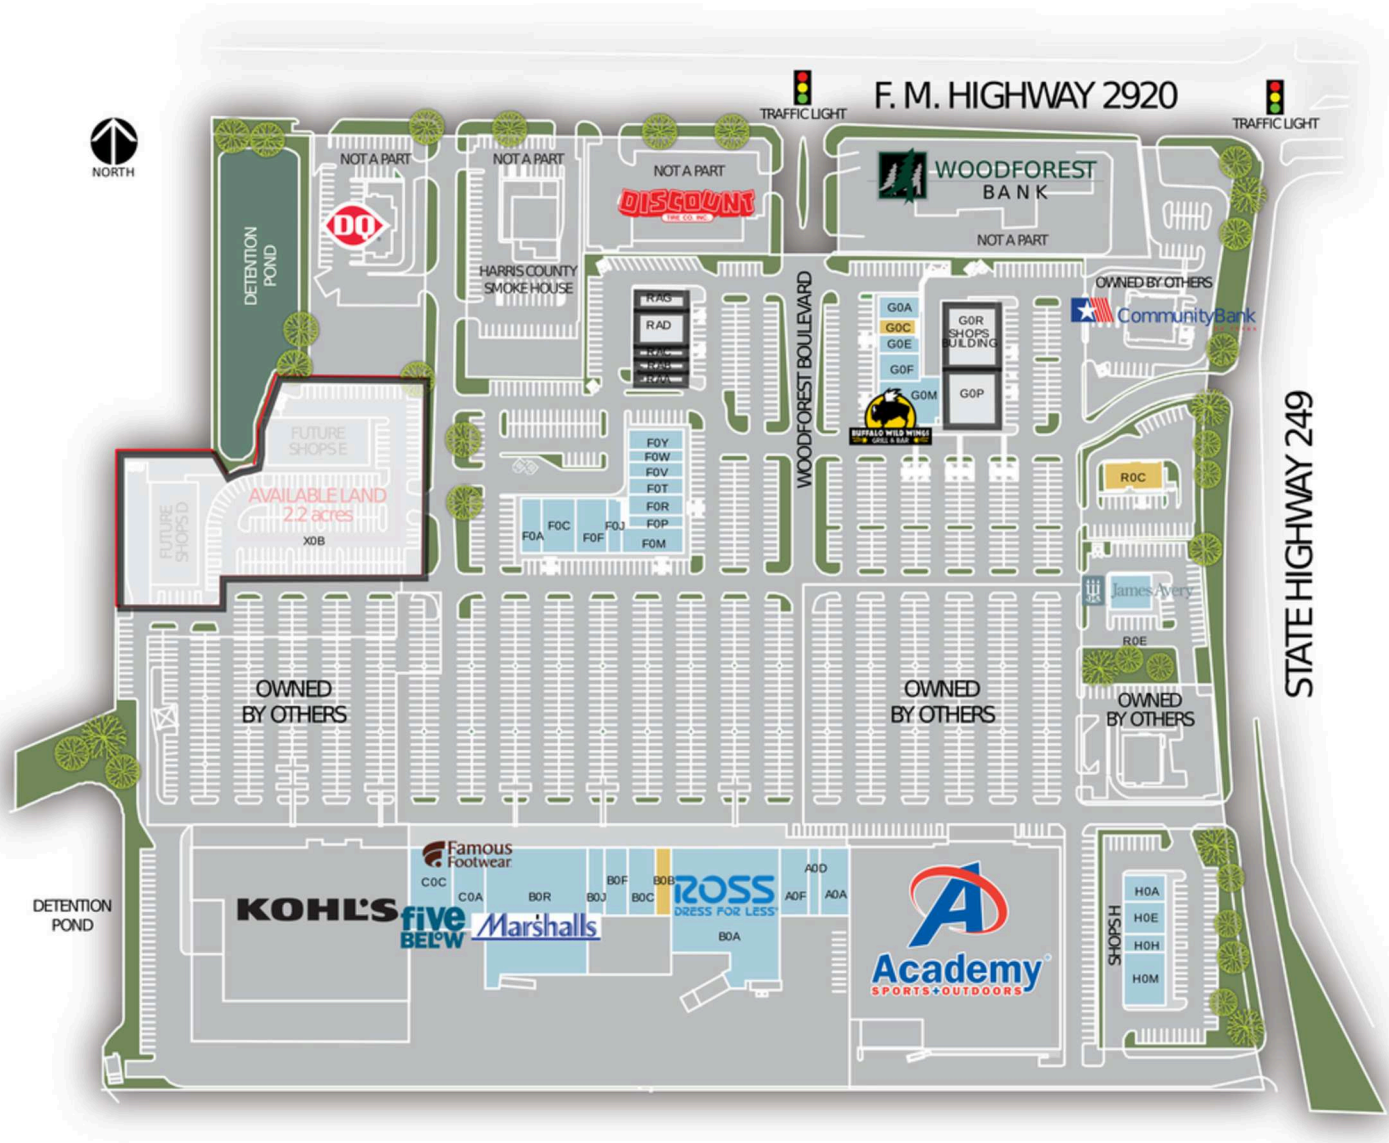 F. M. HIGHWAY 2920
TRAFFIC LIGHT
TRAFFIC LIGHT
NORTH
NOT A PART
NOT A PART
NOT A PART
WOODFOREST
BANK
NOT A PART
DQ
DISCOUNT
TIRE CO. INC.
DETENTION
POND
HARRIS COUNTY
SMOKE HOUSE
OWNED BY OTHERS
CommunityBank
WOODFOREST BOULEVARD
RAG
RAD
RAC
RAB
RAA
G0A
G0C
G0E
G0F
G0M
G0R
SHOPS
BUILDING
G0P
BUFFALO WILD WINGS
GRILL & BAR
STATE HIGHWAY 249
FUTURE
SHOPS E
AVAILABLE LAND
2.2 acres
X0B
FUTURE
SHOPS D
F0Y
F0W
F0V
F0T
F0R
F0P
F0M
F0A
F0C
F0F
F0J
R0C
James Avery
R0E
OWNED
BY OTHERS
OWNED
BY OTHERS
OWNED
BY OTHERS
DETENTION
POND
KOHL'S
Famous
Footwear
C0C
five
BELOW
C0A
B0R
Marshalls
B0J
B0F
B0C
B0B
ROSS
DRESS FOR LESS
B0A
A0F
A0D
A0A
Academy
SPORTS+OUTDOORS
SHOPS H
H0A
H0E
H0H
H0M